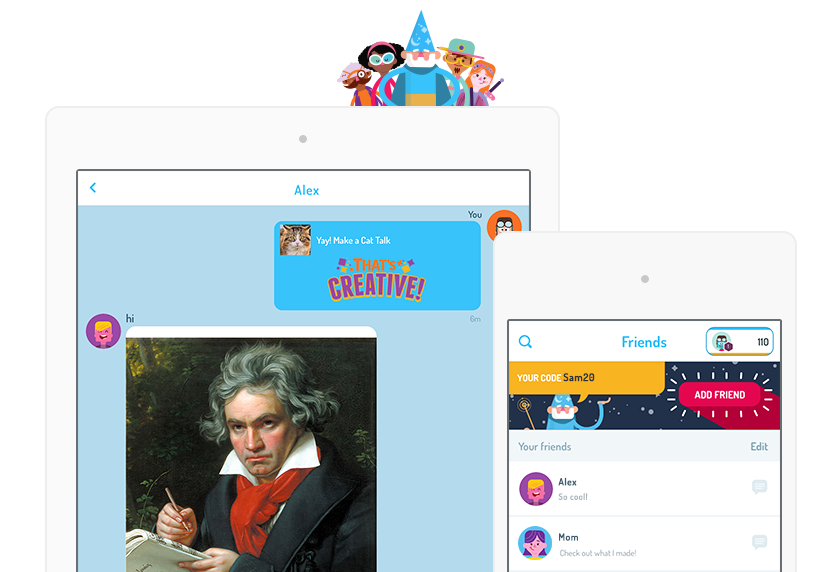 Alex
You
Yay! Make a Cat Talk
THAT'S
CREATIVE!
6m
hi
Friends
110
YOUR CODE Sam20
ADD FRIEND
Your friends
Edit
Alex
So cool!
Mom
Check out what I made!